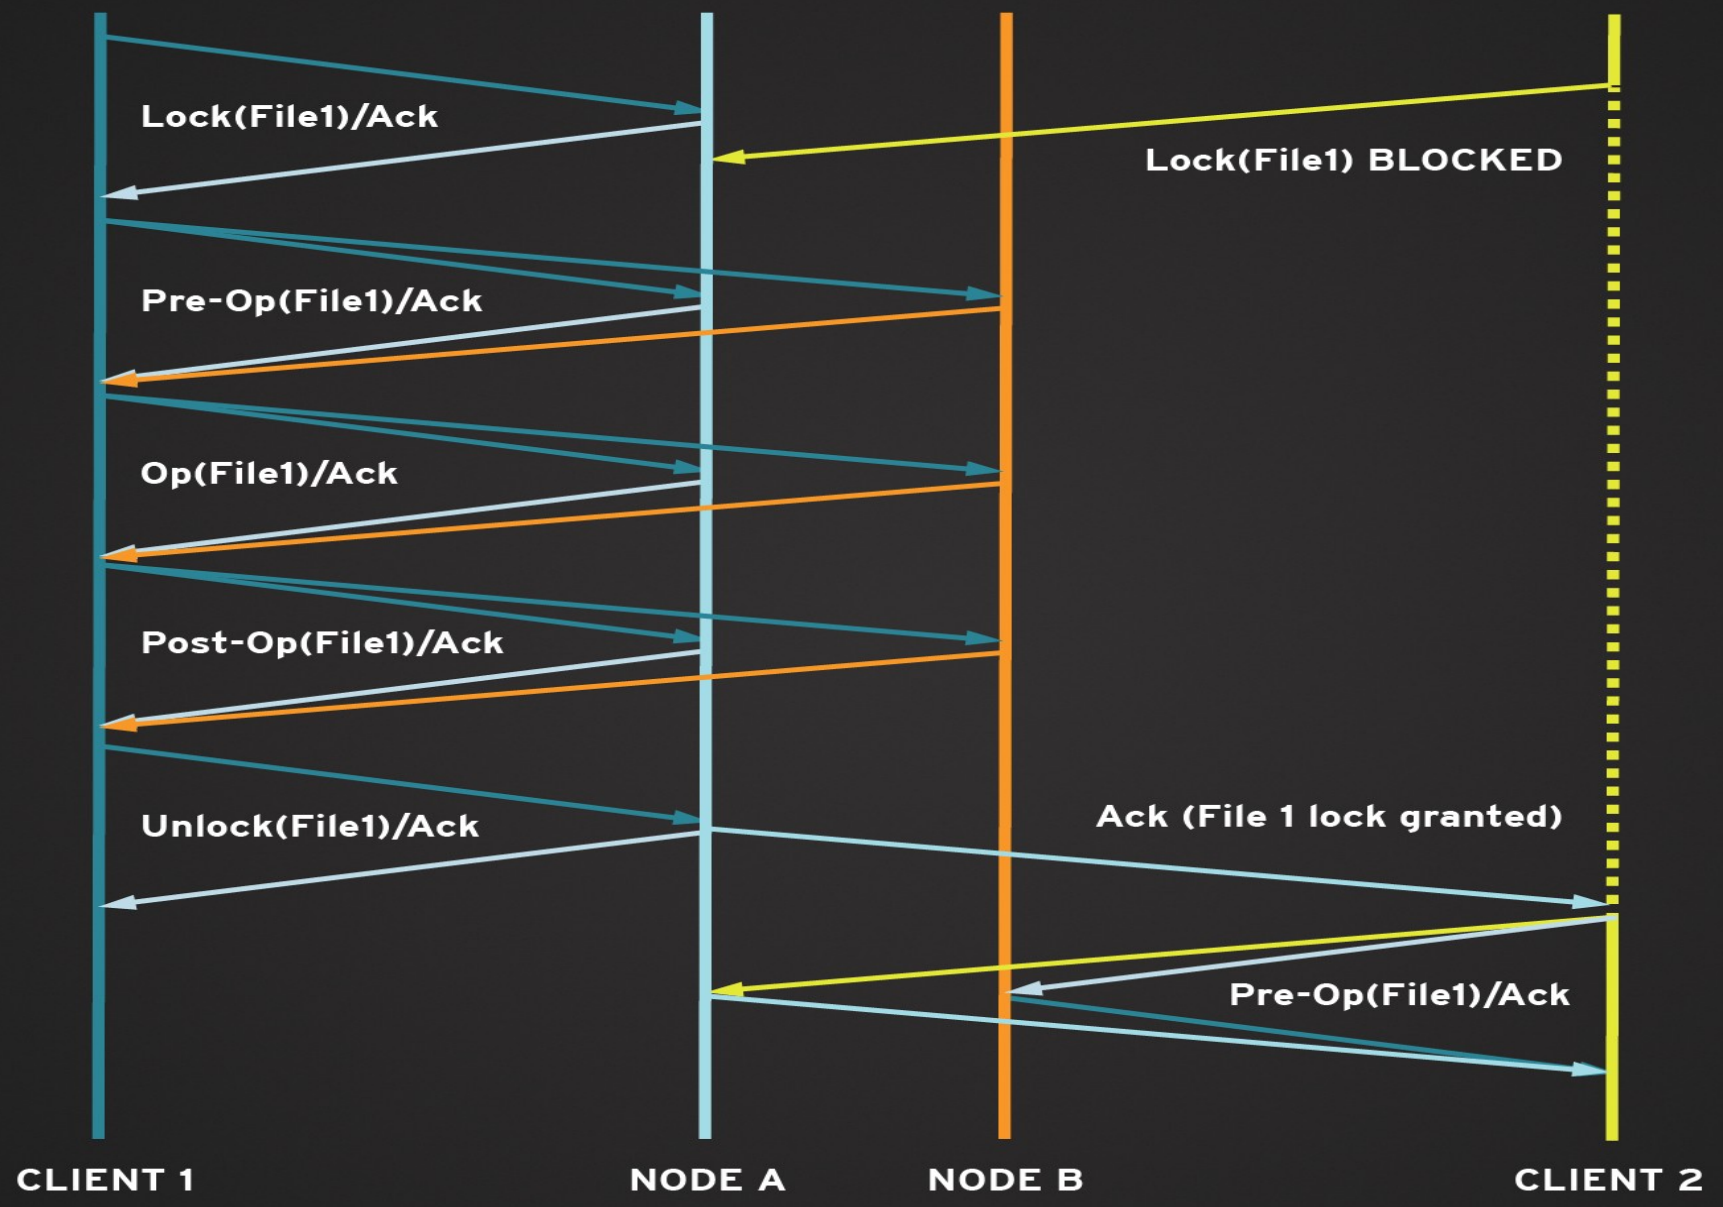 Lock(File1)/Ack
Lock(File1) BLOCKED
Pre-Op(File1)/Ack
Op(File1)/Ack
Post-Op(File1)/Ack
Unlock(File1)/Ack
Ack (File 1 lock granted)
Pre-Op(File1)/Ack
CLIENT 1
NODE A
NODE B
CLIENT 2